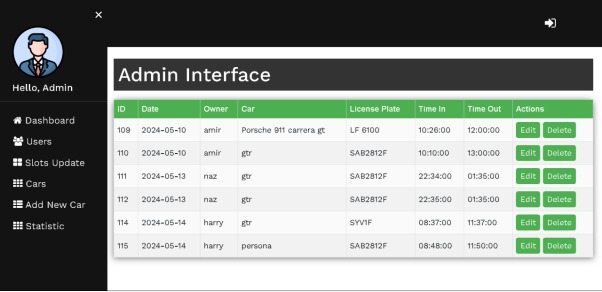 ×
Hello, Admin
Dashboard
Users
Slots Update
Cars
Add New Car
Statistic
Admin Interface
ID Date Owner Car License Plate Time In Time Out Actions
109 2024-05-10 amir Porsche 911 carrera gt LF 6100 10:26:00 12:00:00 Edit Delete
110 2024-05-10 amir gtr SAB2812F 10:10:00 13:00:00 Edit Delete
111 2024-05-13 naz gtr SAB2812F 22:34:00 01:35:00 Edit Delete
112 2024-05-13 naz gtr SAB2812F 22:35:00 01:35:00 Edit Delete
114 2024-05-14 harry gtr SYV1F 08:37:00 11:37:00 Edit Delete
115 2024-05-14 harry persona SAB2812F 08:48:00 11:50:00 Edit Delete